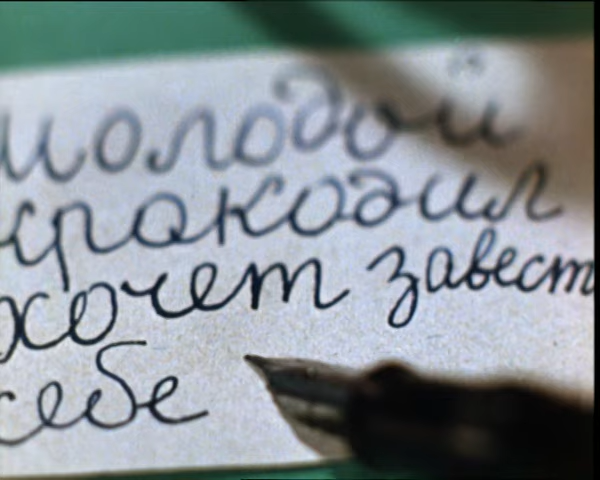 молодой
крокодил
хочет завест
себе